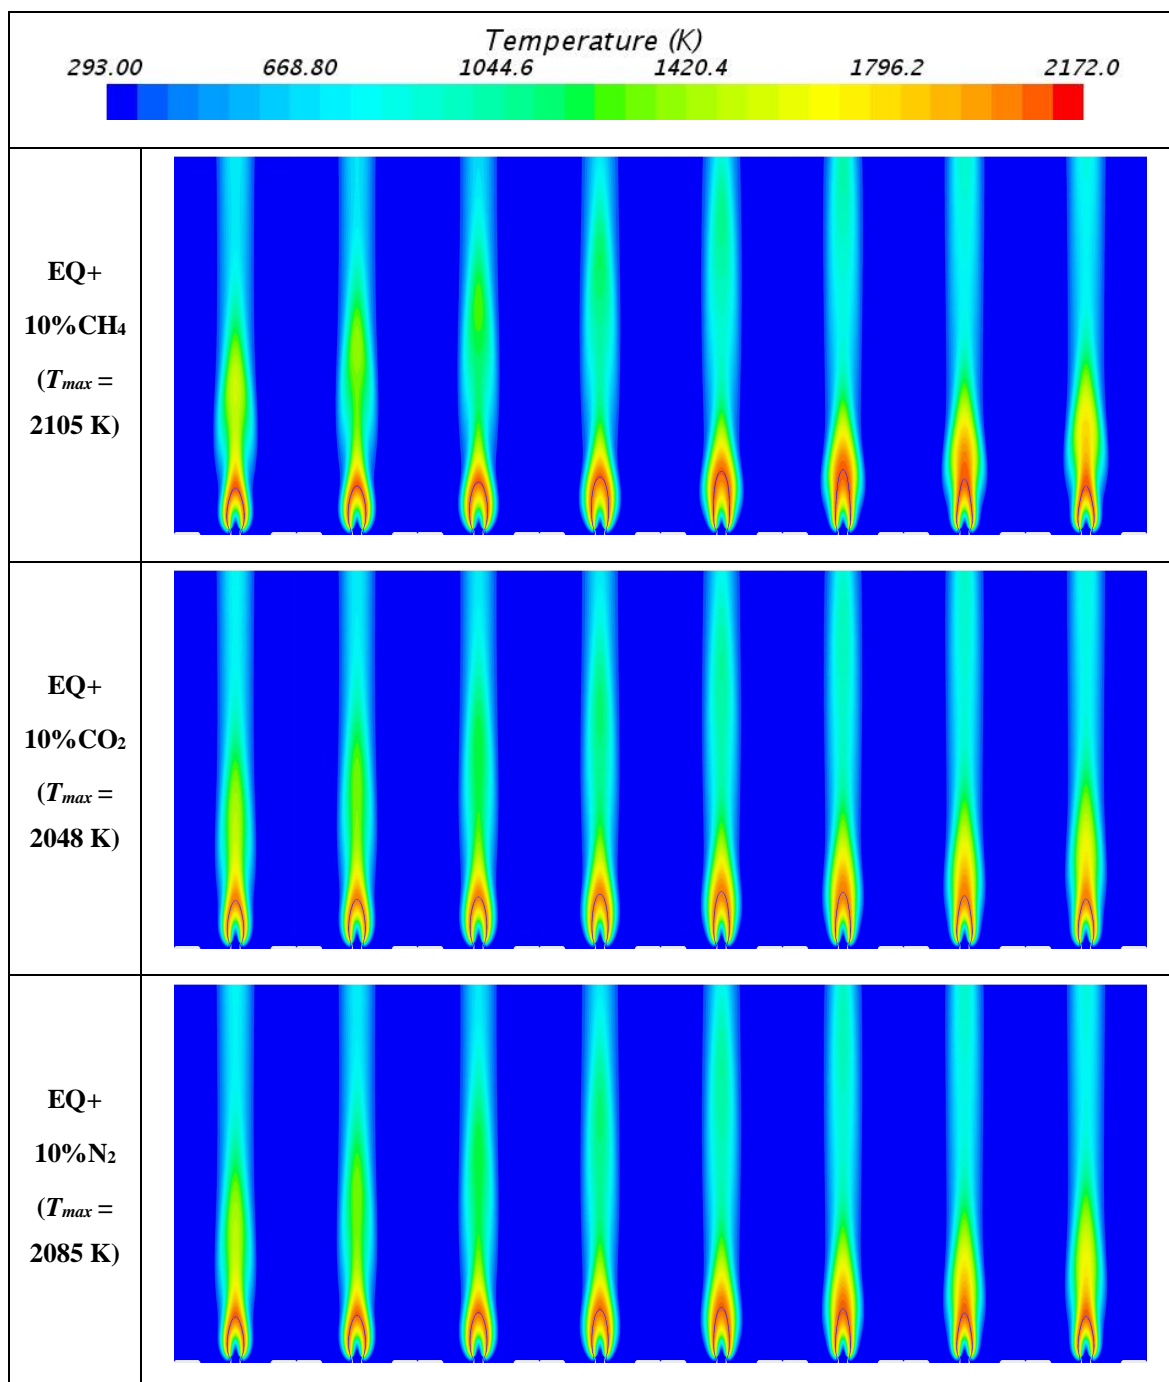 Temperature (K)
293.00 668.80 1044.6 1420.4 1796.2 2172.0
EQ+
10%CH₄
(Tmax =
2105 K)
EQ+
10%CO₂
(Tmax =
2048 K)
EQ+
10%N₂
(Tmax =
2085 K)